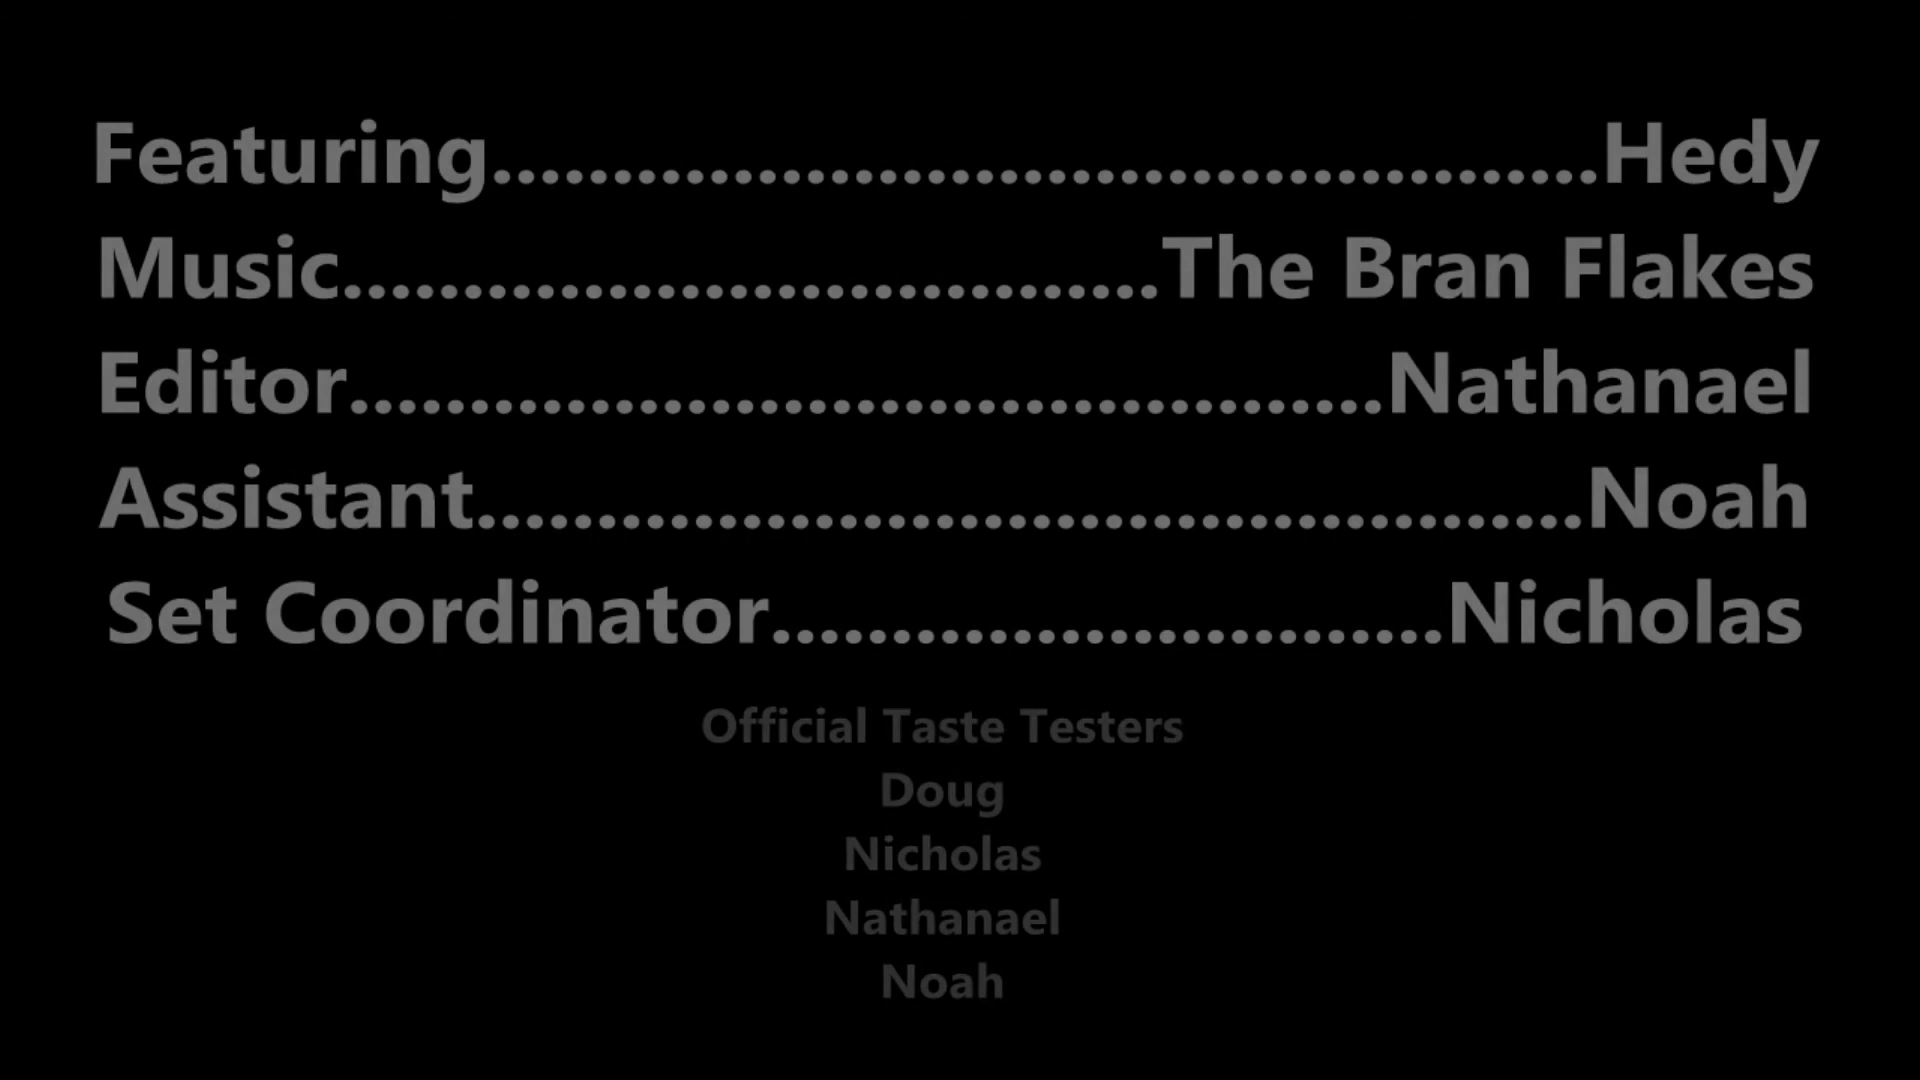 Featuring..............................................Hedy
Music..................................The Bran Flakes
Editor...........................................Nathanael
Assistant..............................................Noah
Set Coordinator............................Nicholas
Official Taste Testers
Doug
Nicholas
Nathanael
Noah